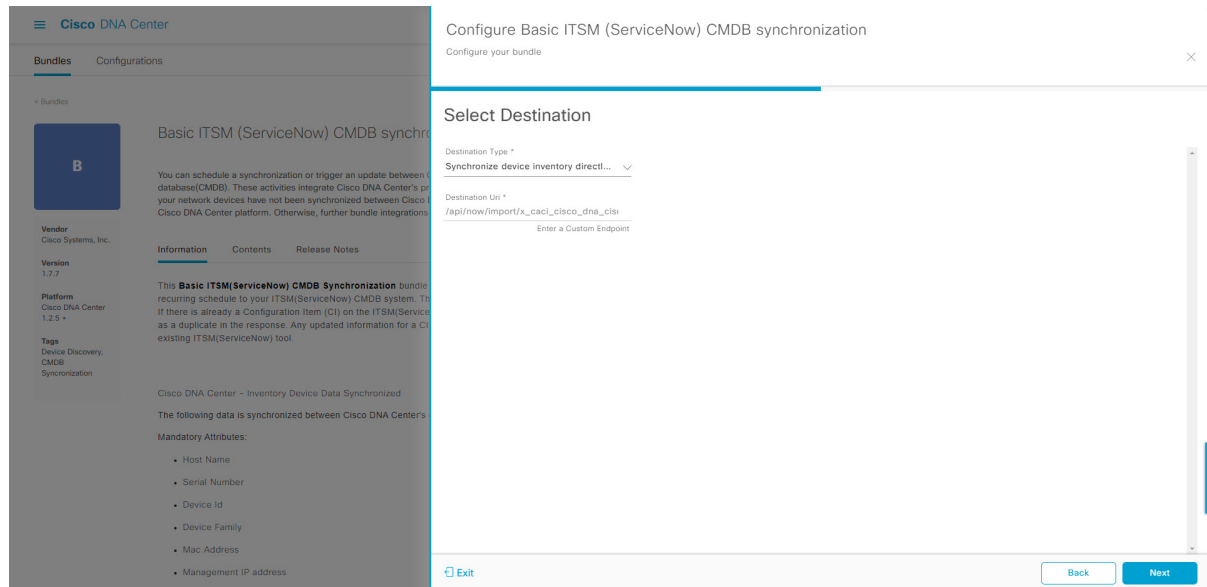 Cisco DNA Center
Bundles Configurations
< Bundles
B
Vendor
Cisco Systems, Inc.
Version
1.7.7
Platform
Cisco DNA Center
1.2.5 +
Tags
Device Discovery,
CMDB
Syncronization
Basic ITSM (ServiceNow) CMDB synchro
You can schedule a synchronization or trigger an update between
database(CMDB). These activities integrate Cisco DNA Center's pr
your network devices have not been synchronized between Cisco
Cisco DNA Center platform. Otherwise, further bundle integrations
Information Contents Release Notes
This Basic ITSM(ServiceNow) CMDB Synchronization bundle
recurring schedule to your ITSM(ServiceNow) CMDB system. Th
If there is already a Configuration Item (CI) on the ITSM(Service
as a duplicate in the response. Any updated information for a CI
existing ITSM(ServiceNow) tool.
Cisco DNA Center - Inventory Device Data Synchronized
The following data is synchronized between Cisco DNA Center's
Mandatory Attributes:
• Host Name
• Serial Number
• Device Id
• Device Family
• Mac Address
• Management IP address
Configure Basic ITSM (ServiceNow) CMDB synchronization
Configure your bundle
Select Destination
Destination Type *
Synchronize device inventory directl...
Destination Uri *
/api/now/import/x_caci_cisco_dna_cis
Enter a Custom Endpoint
Exit
Back Next